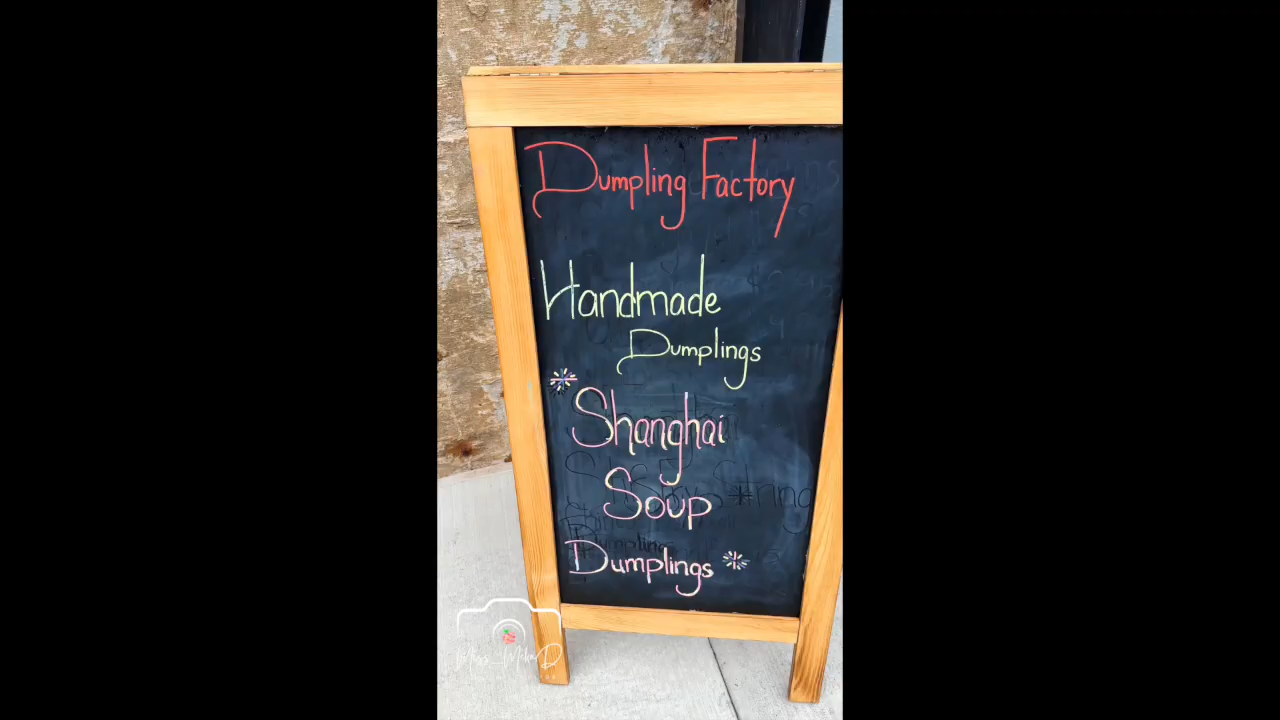 Dumpling Factory
Handmade
Dumplings
Shanghai
Soup
Dumplings